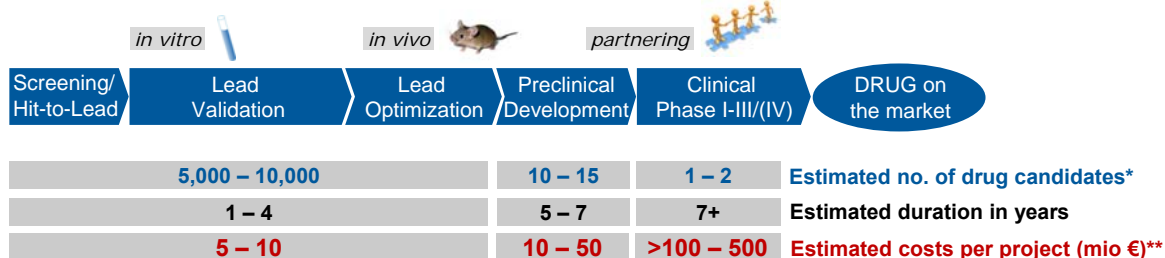 in vitro
in vivo
partnering
Screening/
Hit-to-Lead
Lead
Validation
Lead
Optimization
Preclinical
Development
Clinical
Phase I-III/(IV)
DRUG on
the market
5,000 – 10,000
10 – 15
1 – 2
Estimated no. of drug candidates*
1 – 4
5 – 7
7+
Estimated duration in years
5 – 10
10 – 50
>100 – 500
Estimated costs per project (mio €)**